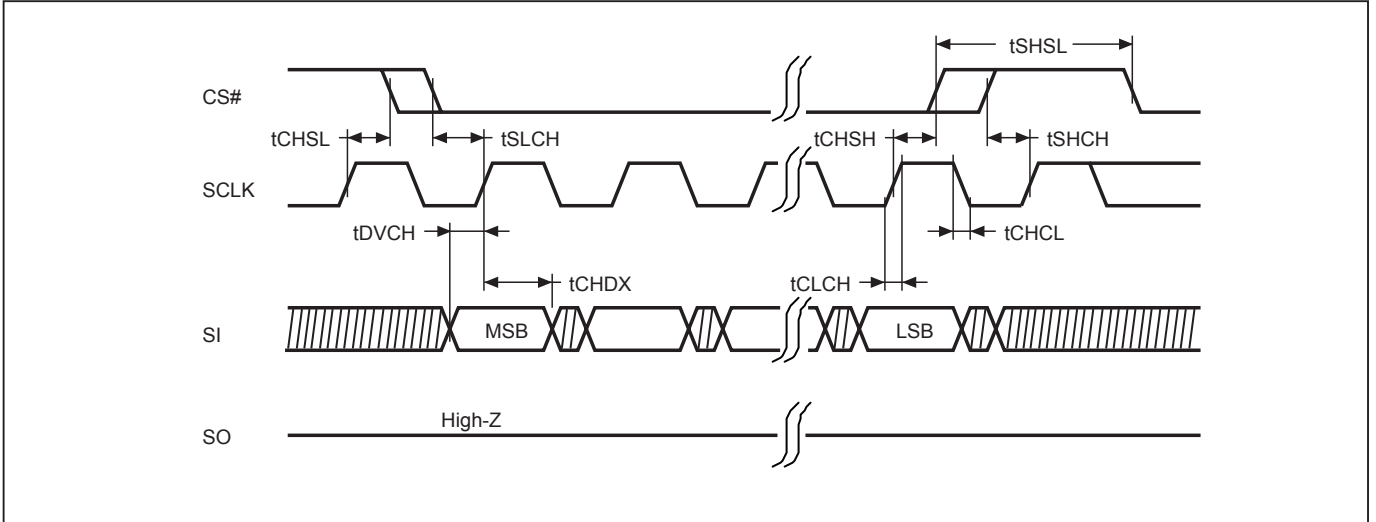 tSHSL
CS#
tCHSL
tSLCH
tCHSH
tSHCH
SCLK
tDVCH
tCHCL
tCHDX
tCLCH
SI
MSB
LSB
High-Z
SO